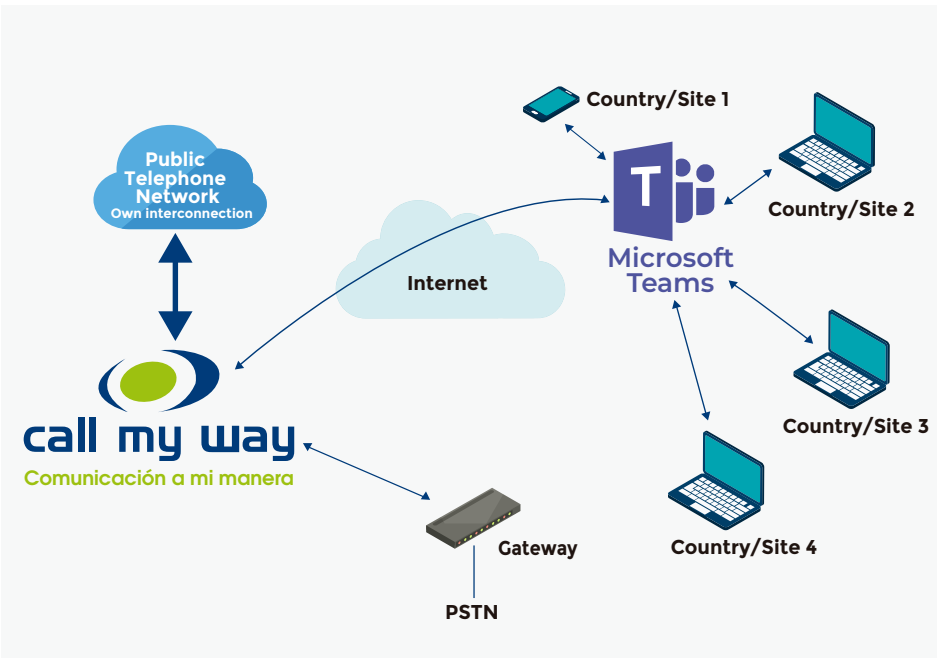 Country/Site 1
Public
Telephone
Network
Own interconnection
T
Country/Site 2
Microsoft
Teams
Internet
call my way
Comunicación a mi manera
Country/Site 3
Gateway
Country/Site 4
PSTN